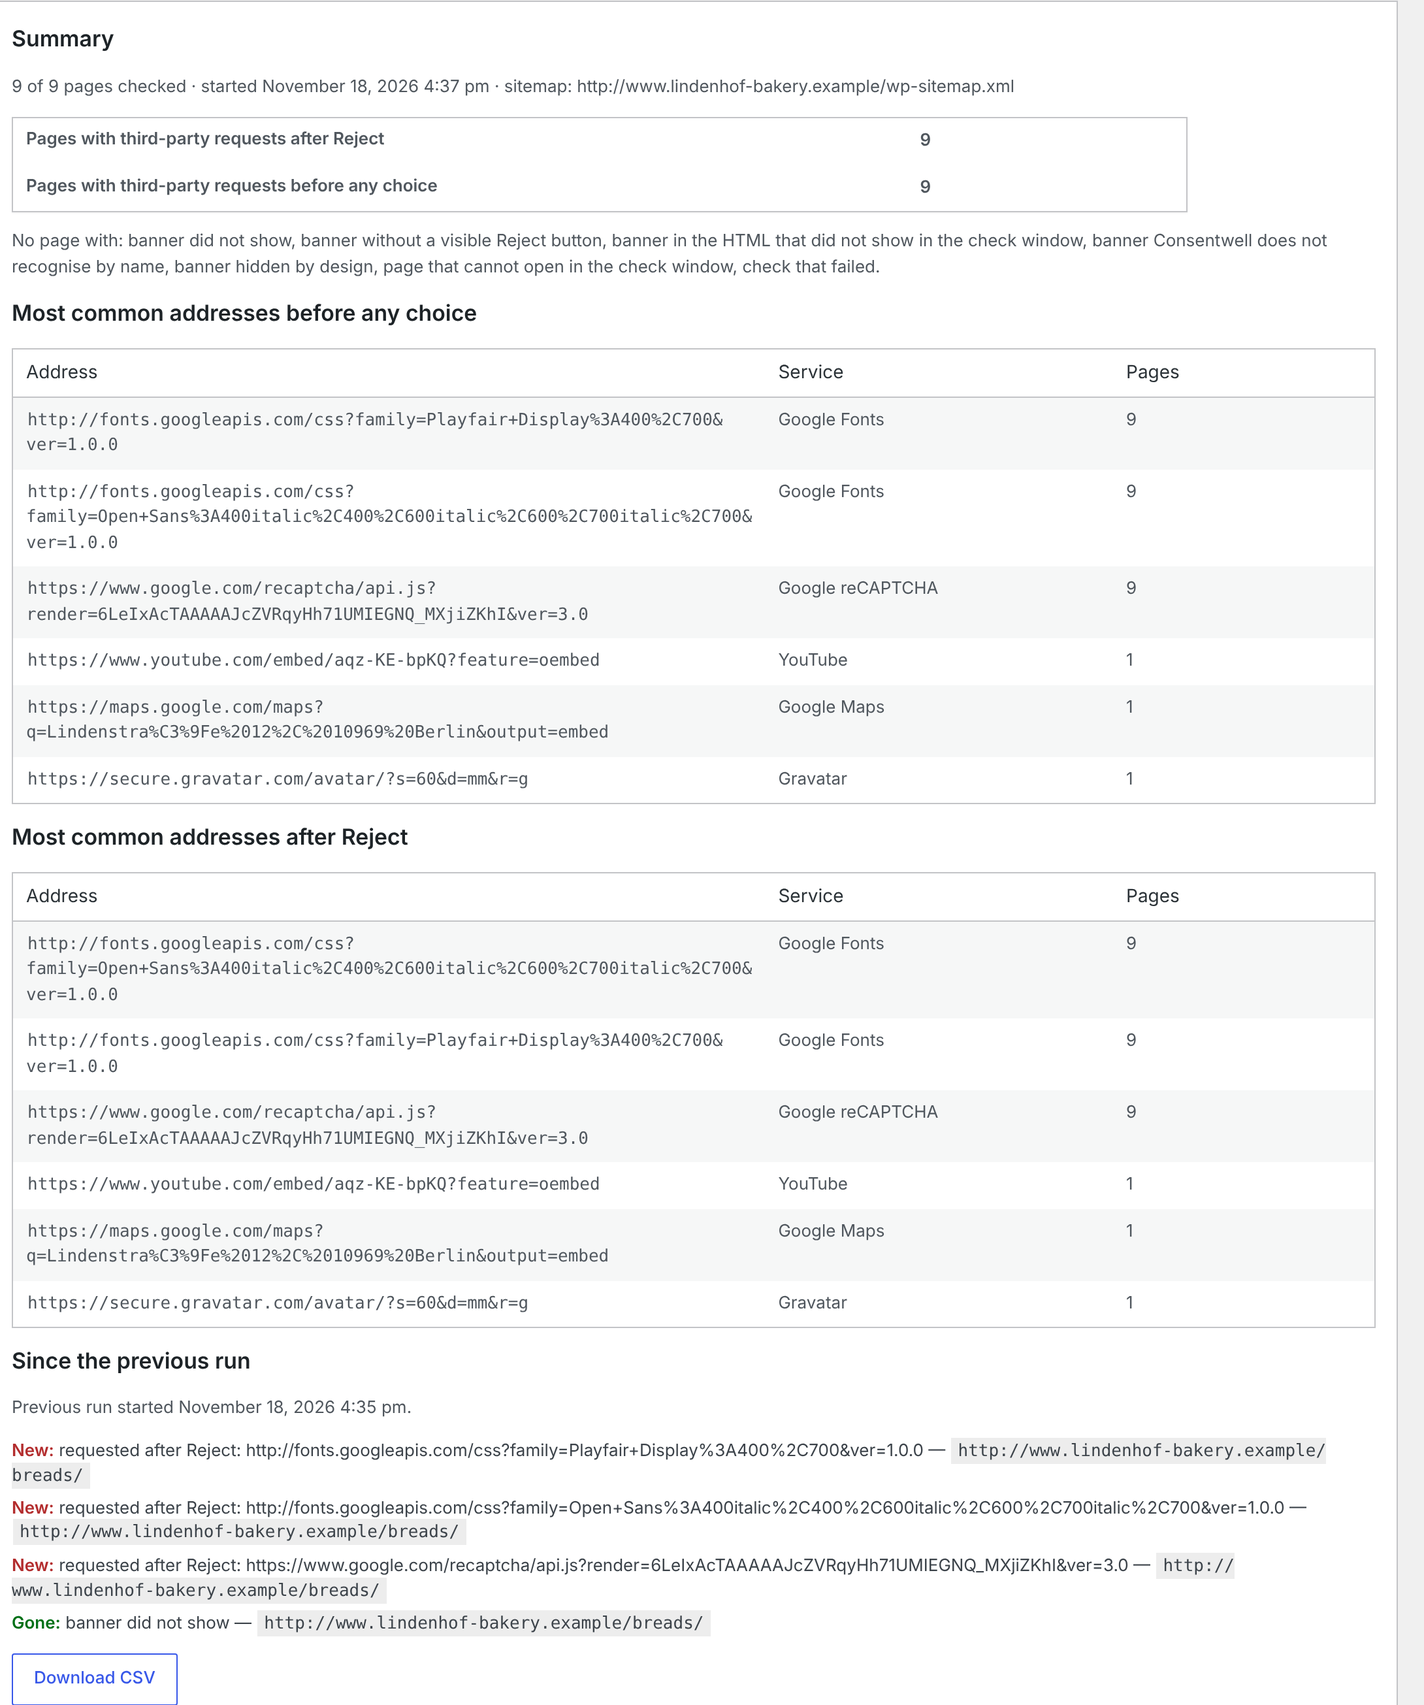 Summary
9 of 9 pages checked · started November 18, 2026 4:37 pm · sitemap: http://www.lindenhof-bakery.example/wp-sitemap.xml
Pages with third-party requests after Reject 9
Pages with third-party requests before any choice 9
No page with: banner did not show, banner without a visible Reject button, banner in the HTML that did not show in the check window, banner Consentwell does not
recognise by name, banner hidden by design, page that cannot open in the check window, check that failed.
Most common addresses before any choice
Address Service Pages
http://fonts.googleapis.com/css?family=Playfair+Display%3A400%2C700& Google Fonts 9
ver=1.0.0
http://fonts.googleapis.com/css? Google Fonts 9
family=Open+Sans%3A400italic%2C400%2C600italic%2C600%2C700italic%2C700&
ver=1.0.0
https://www.google.com/recaptcha/api.js? Google reCAPTCHA 9
render=6LeIxAcTAAAAAJcZVRqyHh71UMIEGNQ_MXjiZKhI&ver=3.0
https://www.youtube.com/embed/aqz-KE-bpKQ?feature=oembed YouTube 1
https://maps.google.com/maps? Google Maps 1
q=Lindenstra%C3%9Fe%2012%2C%2010969%20Berlin&output=embed
https://secure.gravatar.com/avatar/?s=60&d=mm&r=g Gravatar 1
Most common addresses after Reject
Address Service Pages
http://fonts.googleapis.com/css? Google Fonts 9
family=Open+Sans%3A400italic%2C400%2C600italic%2C600%2C700italic%2C700&
ver=1.0.0
http://fonts.googleapis.com/css?family=Playfair+Display%3A400%2C700& Google Fonts 9
ver=1.0.0
https://www.google.com/recaptcha/api.js? Google reCAPTCHA 9
render=6LeIxAcTAAAAAJcZVRqyHh71UMIEGNQ_MXjiZKhI&ver=3.0
https://www.youtube.com/embed/aqz-KE-bpKQ?feature=oembed YouTube 1
https://maps.google.com/maps? Google Maps 1
q=Lindenstra%C3%9Fe%2012%2C%2010969%20Berlin&output=embed
https://secure.gravatar.com/avatar/?s=60&d=mm&r=g Gravatar 1
Since the previous run
Previous run started November 18, 2026 4:35 pm.
New: requested after Reject: http://fonts.googleapis.com/css?family=Playfair+Display%3A400%2C700&ver=1.0.0 — http://www.lindenhof-bakery.example/
breads/
New: requested after Reject: http://fonts.googleapis.com/css?family=Open+Sans%3A400italic%2C400%2C600italic%2C600%2C700italic%2C700&ver=1.0.0 —
http://www.lindenhof-bakery.example/breads/
New: requested after Reject: https://www.google.com/recaptcha/api.js?render=6LeIxAcTAAAAAJcZVRqyHh71UMIEGNQ_MXjiZKhI&ver=3.0 — http://
www.lindenhof-bakery.example/breads/
Gone: banner did not show — http://www.lindenhof-bakery.example/breads/
Download CSV